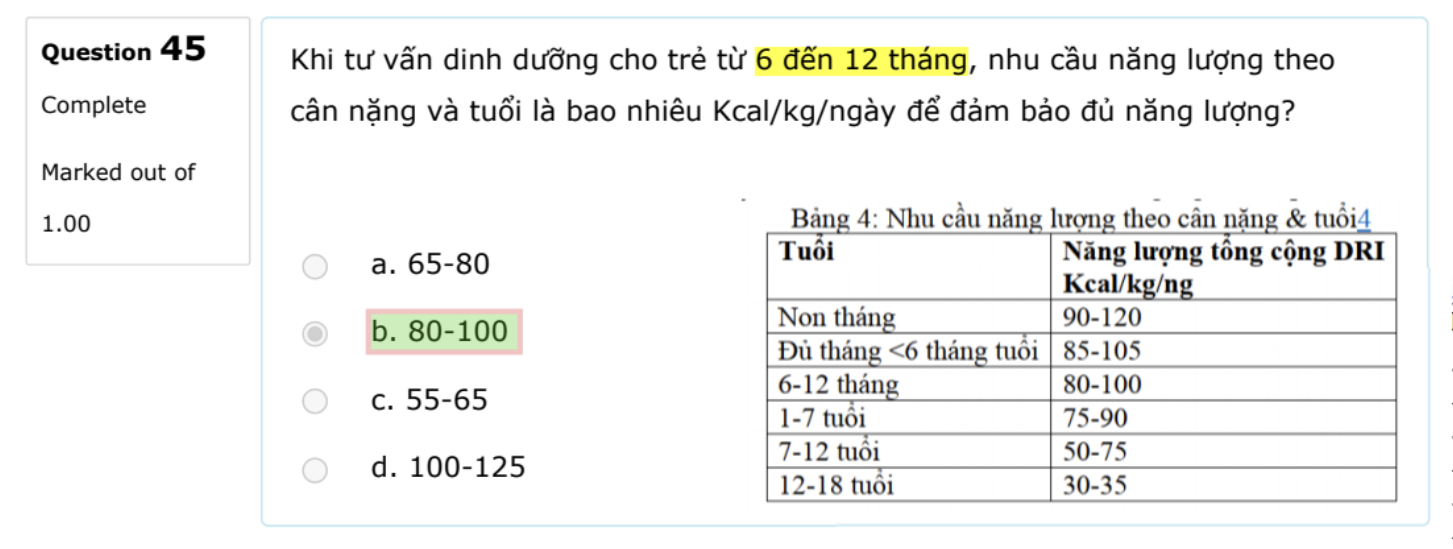 Question 45
Complete
Marked out of
1.00
Khi tư vấn dinh dưỡng cho trẻ từ 6 đến 12 tháng, nhu cầu năng lượng theo
cân nặng và tuổi là bao nhiêu Kcal/kg/ngày để đảm bảo đủ năng lượng?
a. 65-80
b. 80-100
c. 55-65
d. 100-125
Bảng 4: Nhu cầu năng lượng theo cân nặng & tuổi4
Tuổi Năng lượng tổng cộng DRI
Kcal/kg/ng
Non tháng 90-120
Đủ tháng <6 tháng tuổi 85-105
6-12 tháng 80-100
1-7 tuổi 75-90
7-12 tuổi 50-75
12-18 tuổi 30-35